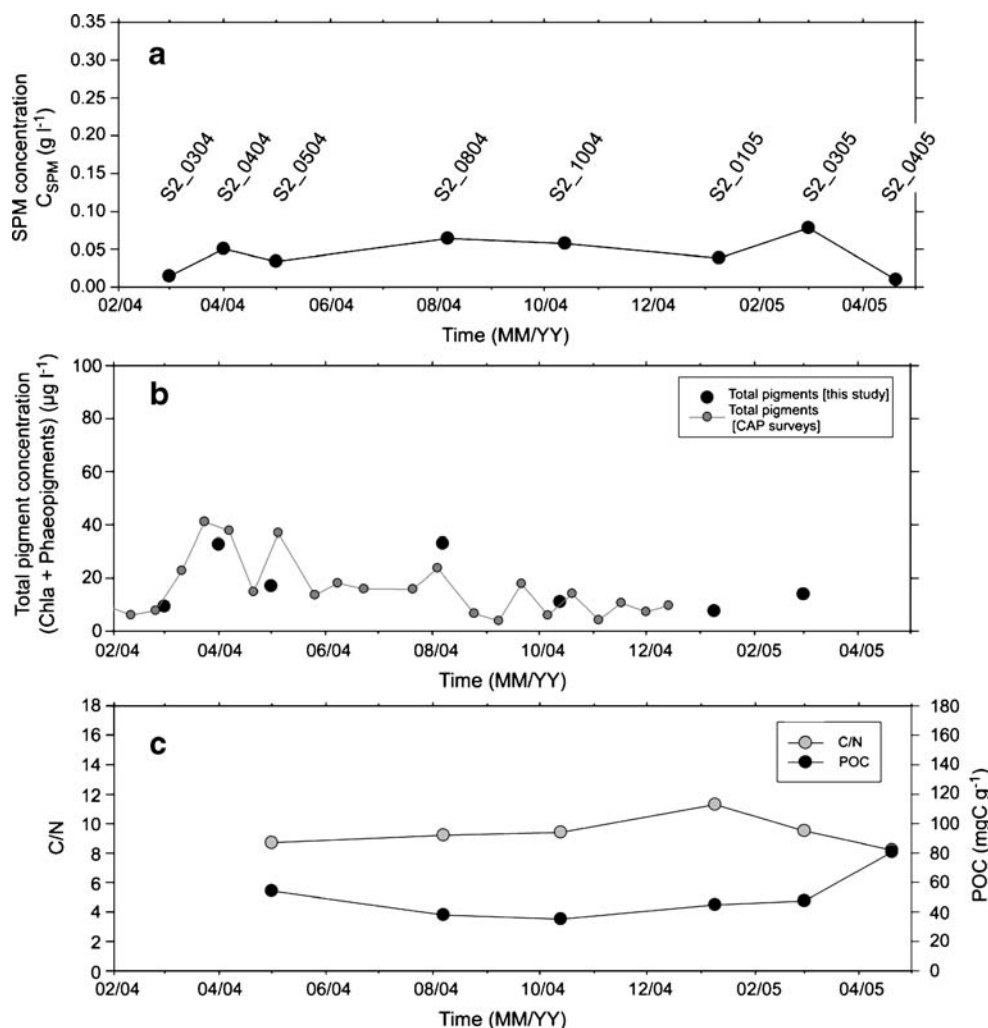 a
SPM concentration
C_SPM (g l⁻¹)
0.35
0.30
0.25
0.20
0.15
0.10
0.05
0.00
S2_0304
S2_0404
S2_0504
S2_0804
S2_1004
S2_0105
S2_0305
S2_0405
02/04 04/04 06/04 08/04 10/04 12/04 02/05 04/05
Time (MM/YY)
b
Total pigment concentration
(Chla + Phaeopigments) (µg l⁻¹)
100
80
60
40
20
0
Total pigments [this study]
Total pigments
[CAP surveys]
02/04 04/04 06/04 08/04 10/04 12/04 02/05 04/05
Time (MM/YY)
c
C/N
18
16
14
12
10
8
6
4
2
0
C/N
POC
180
160
140
120
100
80
60
40
20
0
POC (mgC g⁻¹)
02/04 04/04 06/04 08/04 10/04 12/04 02/05 04/05
Time (MM/YY)